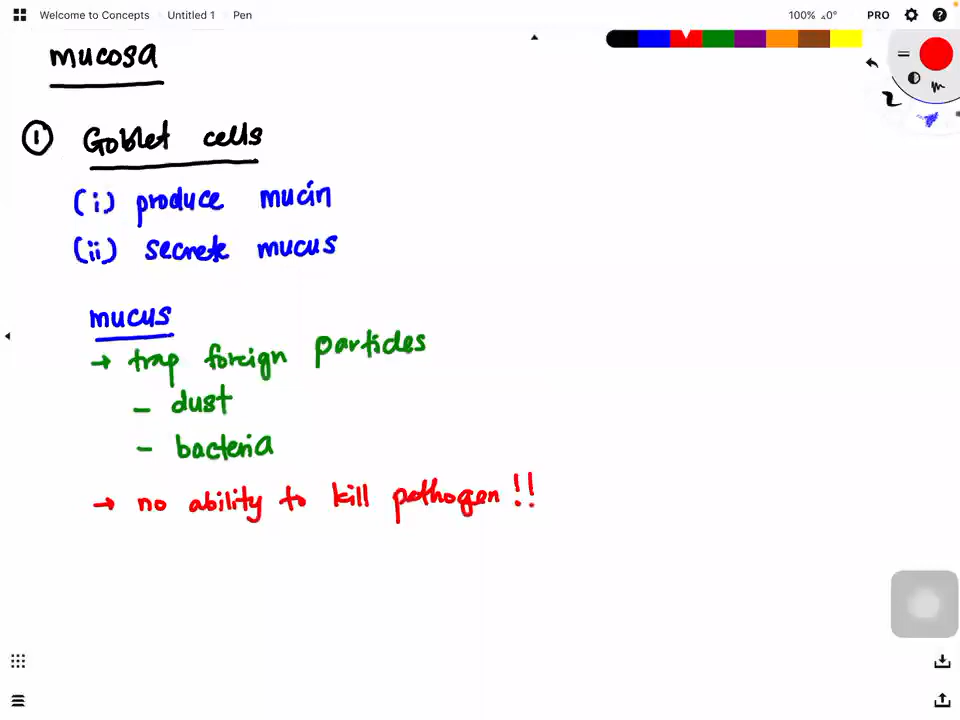 Welcome to Concepts Untitled 1 Pen 100% 0° PRO
mucosa
① Goblet cells
(i) produce mucin
(ii) secrete mucus
mucus
→ trap foreign particles
- dust
- bacteria
→ no ability to kill pathogen!!
2